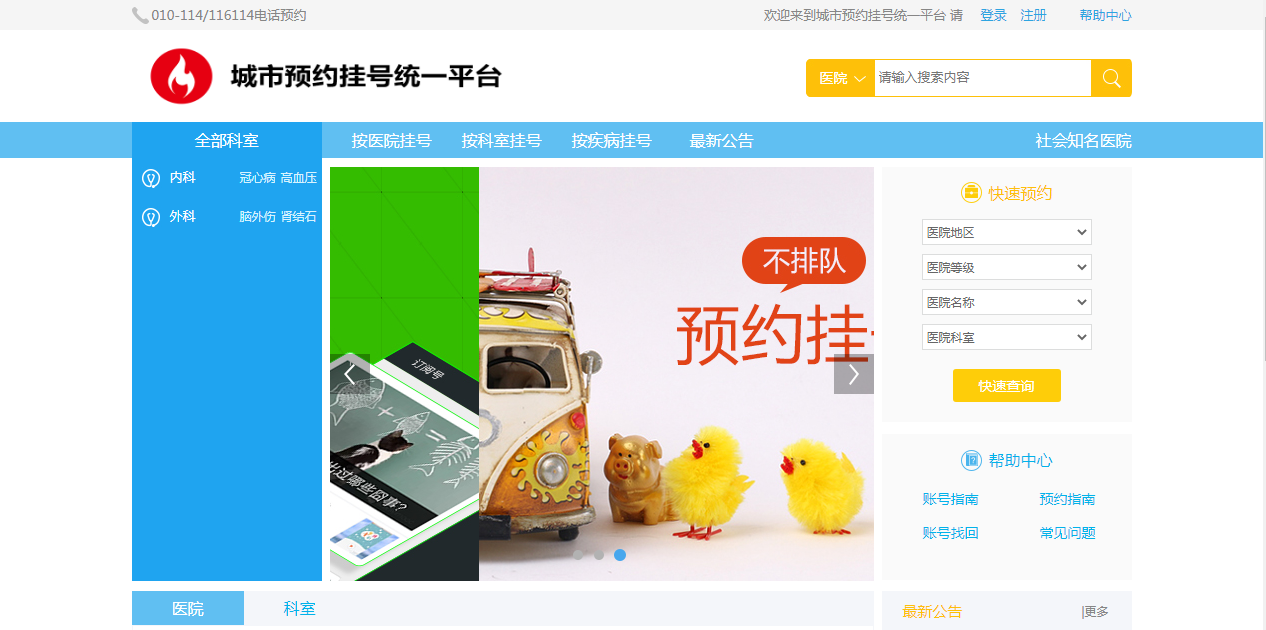 010-114/116114电话预约
欢迎来到城市预约挂号统一平台 请 登录 注册 帮助中心
城市预约挂号统一平台
医院 请输入搜索内容
全部科室 按医院挂号 按科室挂号 按疾病挂号 最新公告 社会知名医院
内科 冠心病 高血压
外科 脑外伤 肾结石
订阅号
出过哪些囧事?
不排队
预约挂号
快速预约
医院地区
医院等级
医院名称
医院科室
快速查询
帮助中心
账号指南 预约指南
账号找回 常见问题
医院 科室
最新公告 |更多